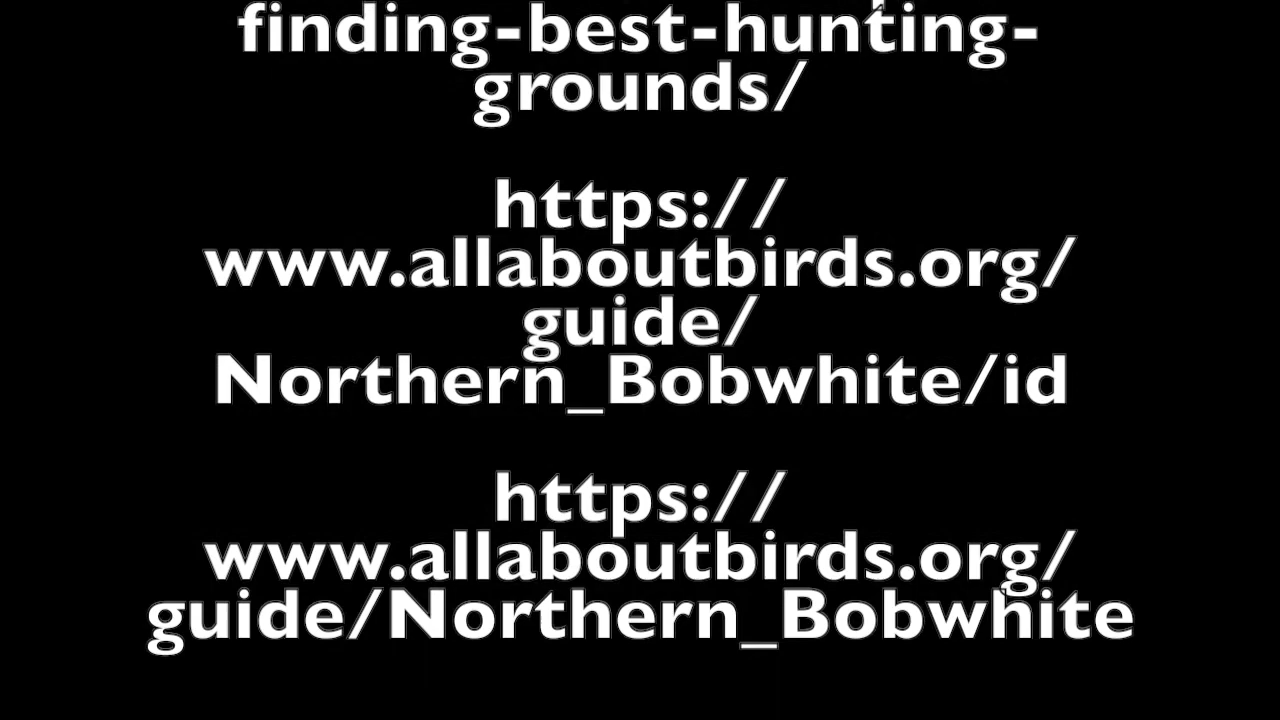 finding-best-hunting-
grounds/
https://
www.allaboutbirds.org/
guide/
Northern_Bobwhite/id
https://
www.allaboutbirds.org/
guide/Northern_Bobwhite